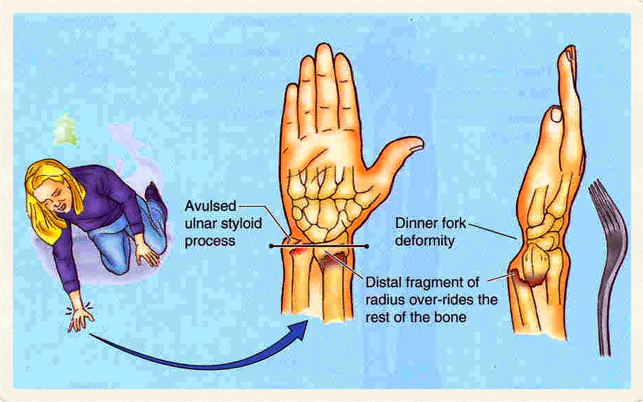 Avulsed
ulnar styloid
process
Dinner fork
deformity
Distal fragment of
radius over-rides the
rest of the bone